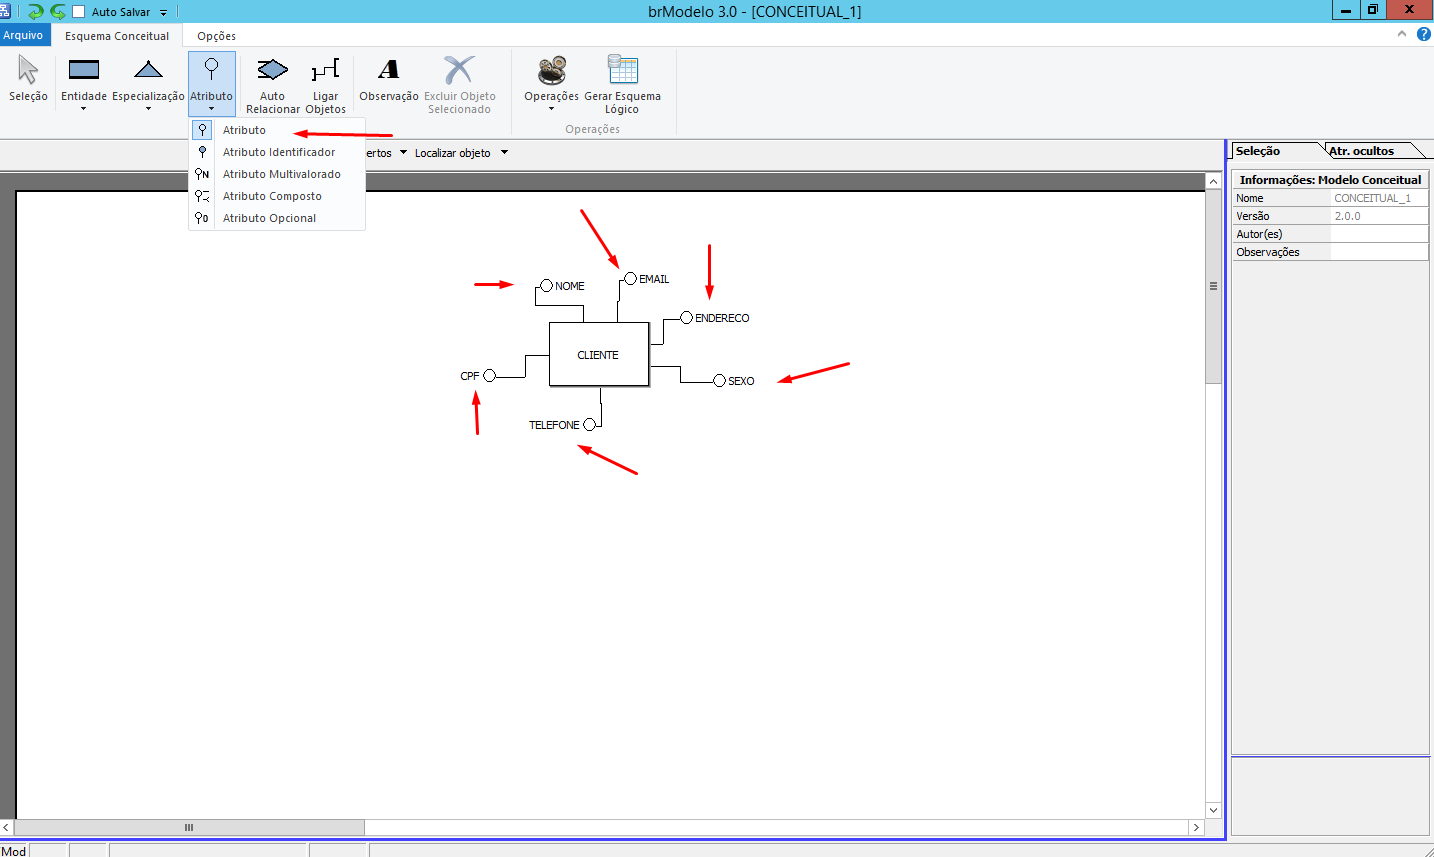 Auto Salvar
brModelo 3.0 - [CONCEITUAL_1]
Arquivo
Esquema Conceitual
Opções
Seleção
Entidade
Especialização
Atributo
Auto Relacionar
Ligar Objetos
Observação
Excluir Objeto Selecionado
Operações
Gerar Esquema Lógico
Operações
Atributo
Atributo Identificador
N Atributo Multivalorado
Atributo Composto
0 Atributo Opcional
ertos
Localizar objeto
Seleção
Atr. ocultos
Informações: Modelo Conceitual
Nome CONCEITUAL_1
Versão 2.0.0
Autor(es)
Observações
NOME
EMAIL
ENDERECO
CLIENTE
CPF
SEXO
TELEFONE
Mod